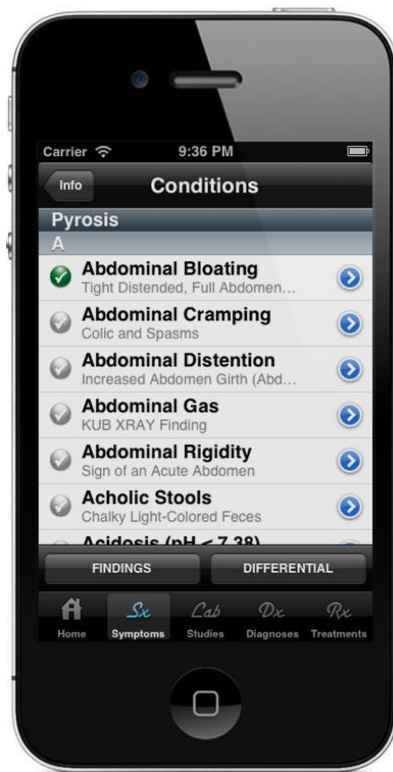 Carrier 9:36 PM
Info Conditions
Pyrosis
A
Abdominal Bloating
Tight Distended, Full Abdomen...
Abdominal Cramping
Colic and Spasms
Abdominal Distention
Increased Abdomen Girth (Abd...
Abdominal Gas
KUB XRAY Finding
Abdominal Rigidity
Sign of an Acute Abdomen
Acholic Stools
Chalky Light-Colored Feces
Acidosis (pH < 7.38)
FINDINGS DIFFERENTIAL
Sx Lab Dx Rx
Home Symptoms Studies Diagnoses Treatments